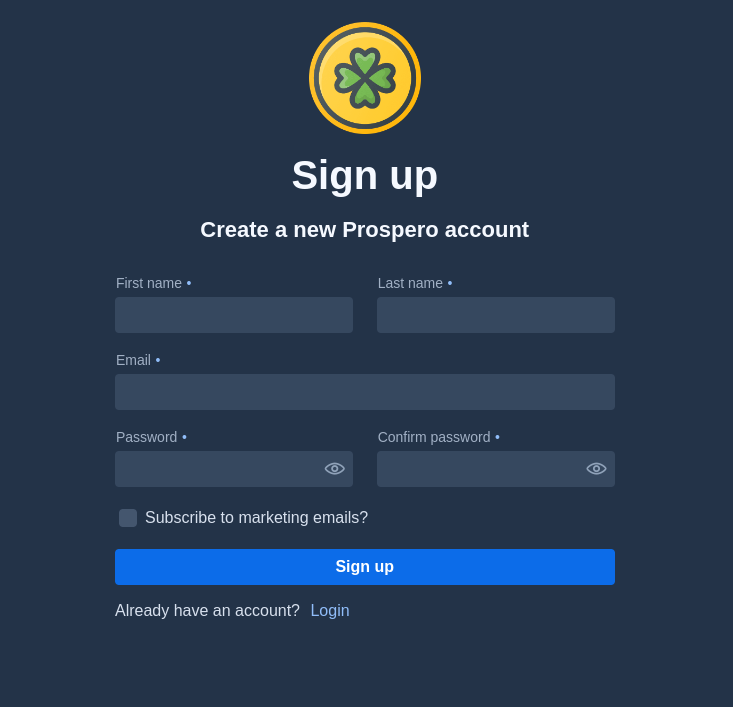 Sign up
Create a new Prospero account
First name •
Last name •
Email •
Password •
Confirm password •
Subscribe to marketing emails?
Sign up
Already have an account? Login